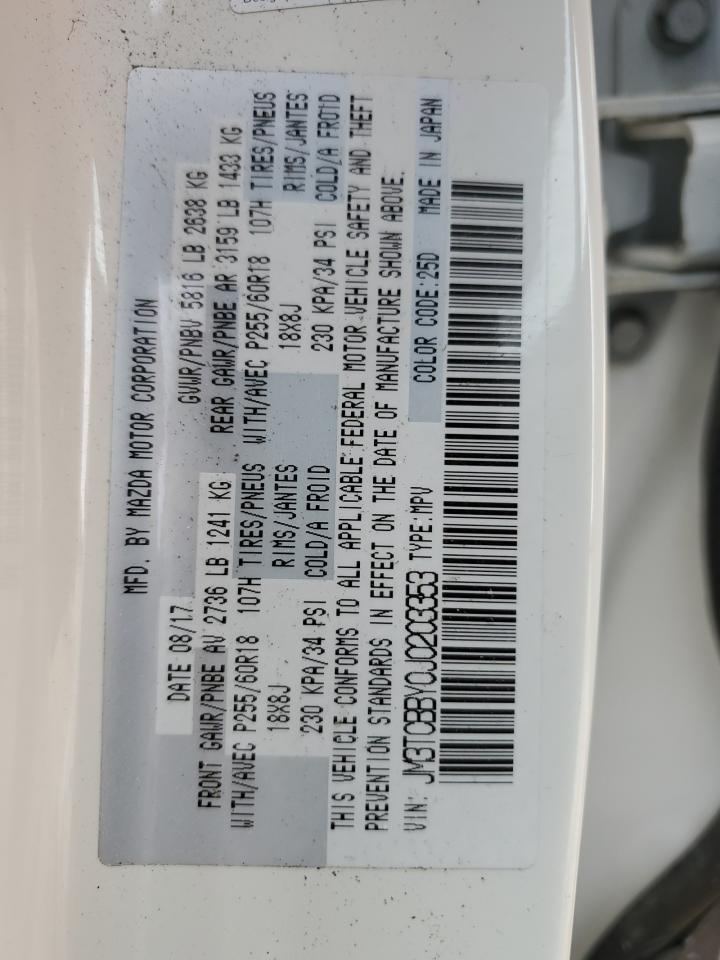 MFD. BY MAZDA MOTOR CORPORATION
DATE 08/17 GVWR/PNBV 5816 LB 2638 KG
FRONT GAWR/PNBE AV 2736 LB 1241 KG REAR GAWR/PNBE AR 3159 LB 1433 KG
WITH/AVEC P255/60R18 107H TIRES/PNEUS WITH/AVEC P255/60R18 107H TIRES/PNEUS
18X8J RIMS/JANTES 18X8J RIMS/JANTES
230 KPA/34 PSI COLD/A FROID 230 KPA/34 PSI COLD/A FROID
THIS VEHICLE CONFORMS TO ALL APPLICABLE FEDERAL MOTOR VEHICLE SAFETY AND THEFT
PREVENTION STANDARDS IN EFFECT ON THE DATE OF MANUFACTURE SHOWN ABOVE.
VIN: JM3TCBBY0J0203353 TYPE:MPV COLOR CODE:25D MADE IN JAPAN